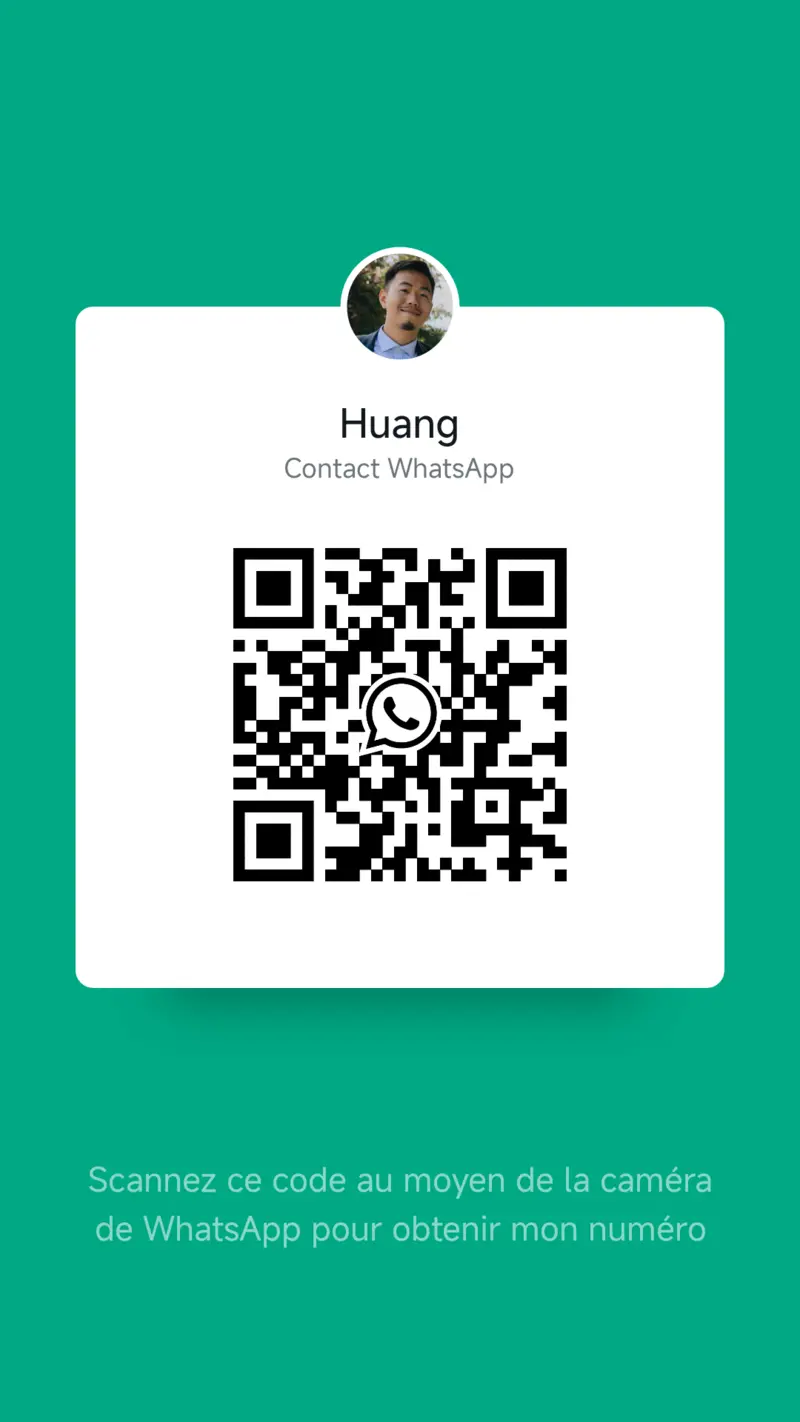 Huang
Contact WhatsApp
Scannez ce code au moyen de la caméra
de WhatsApp pour obtenir mon numéro